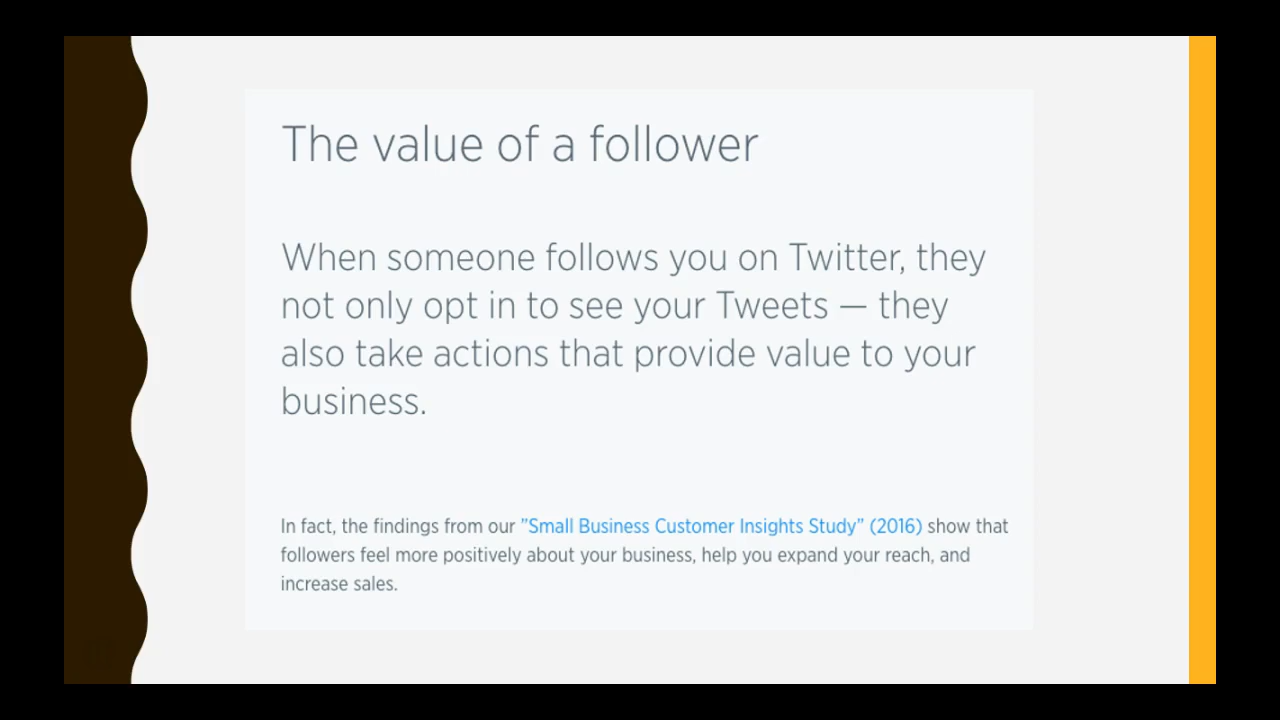 The value of a follower
When someone follows you on Twitter, they
not only opt in to see your Tweets — they
also take actions that provide value to your
business.
In fact, the findings from our ”Small Business Customer Insights Study” (2016) show that
followers feel more positively about your business, help you expand your reach, and
increase sales.